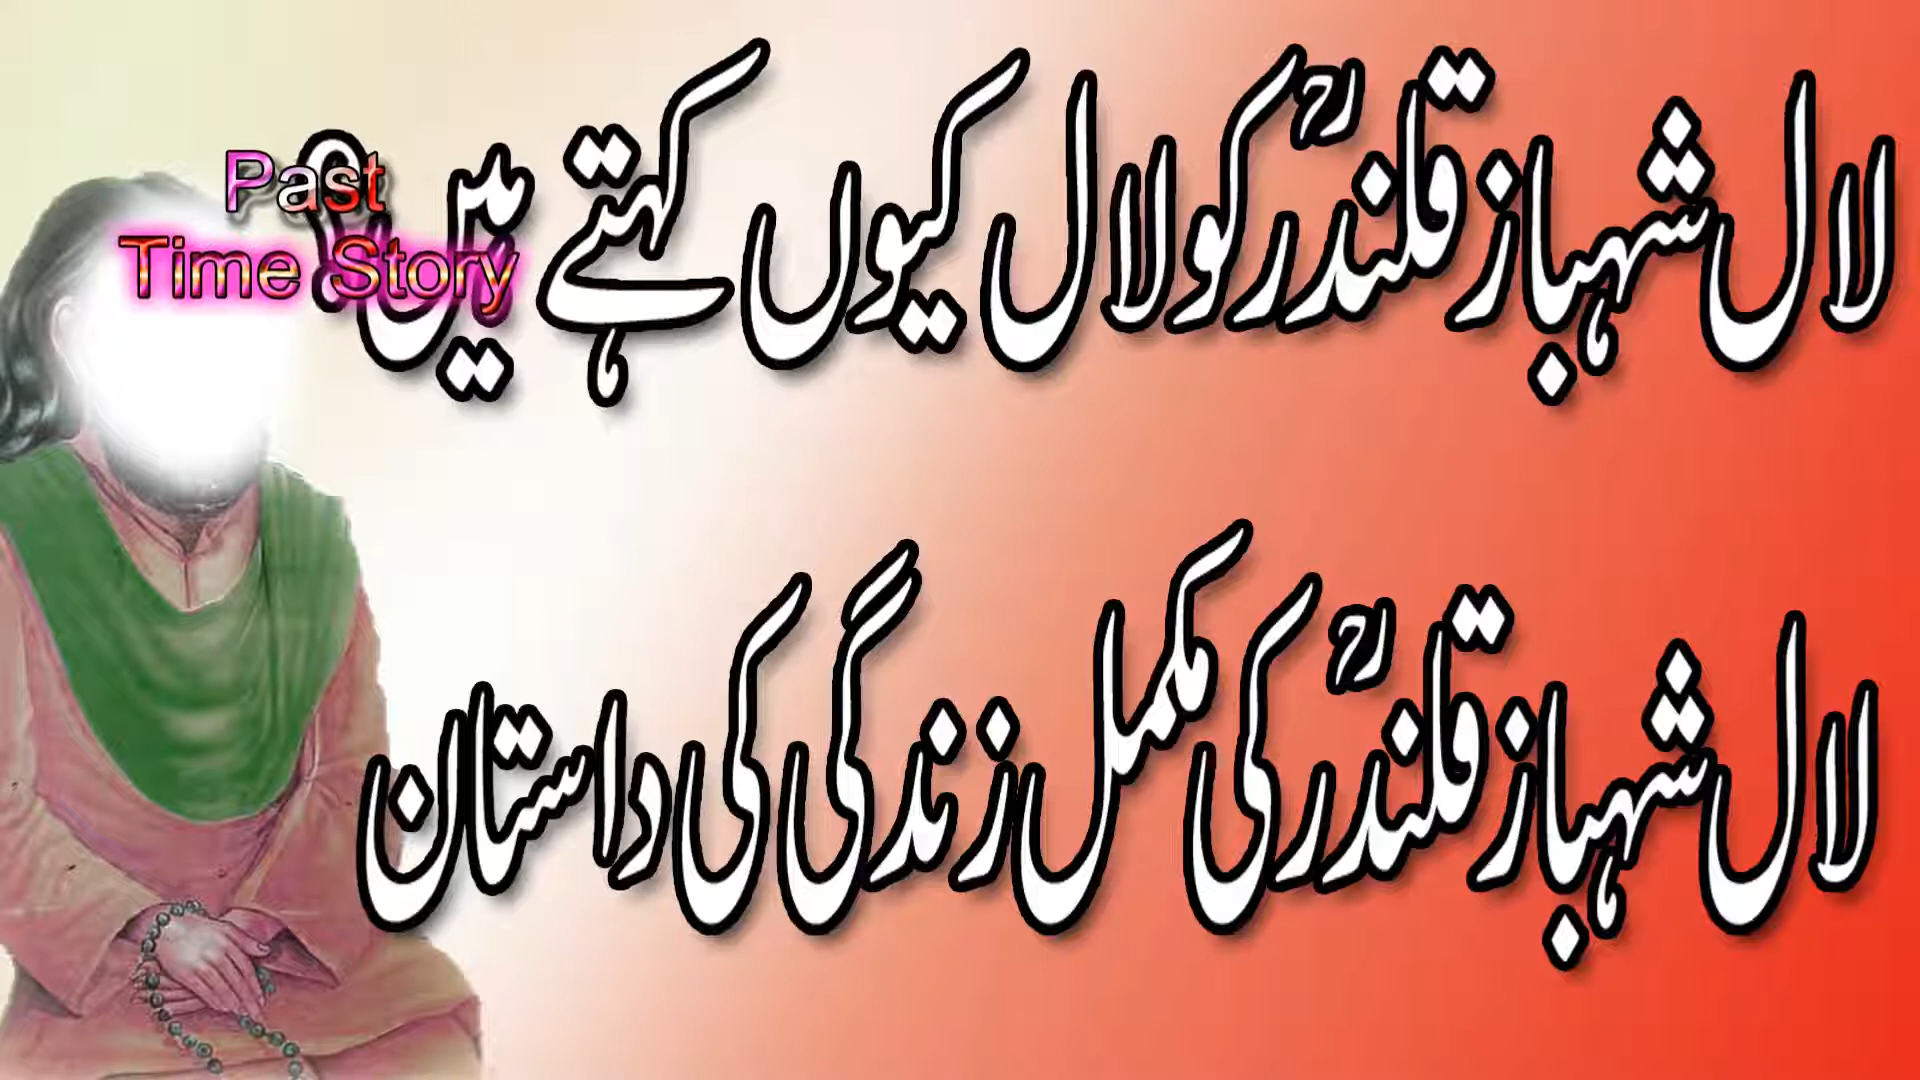 لال شہباز قلندرؒ کو لال کیوں کہتے ہیں؟
Past
Time Story
لال شہباز قلندرؒ کی مکمل زندگی کی داستان